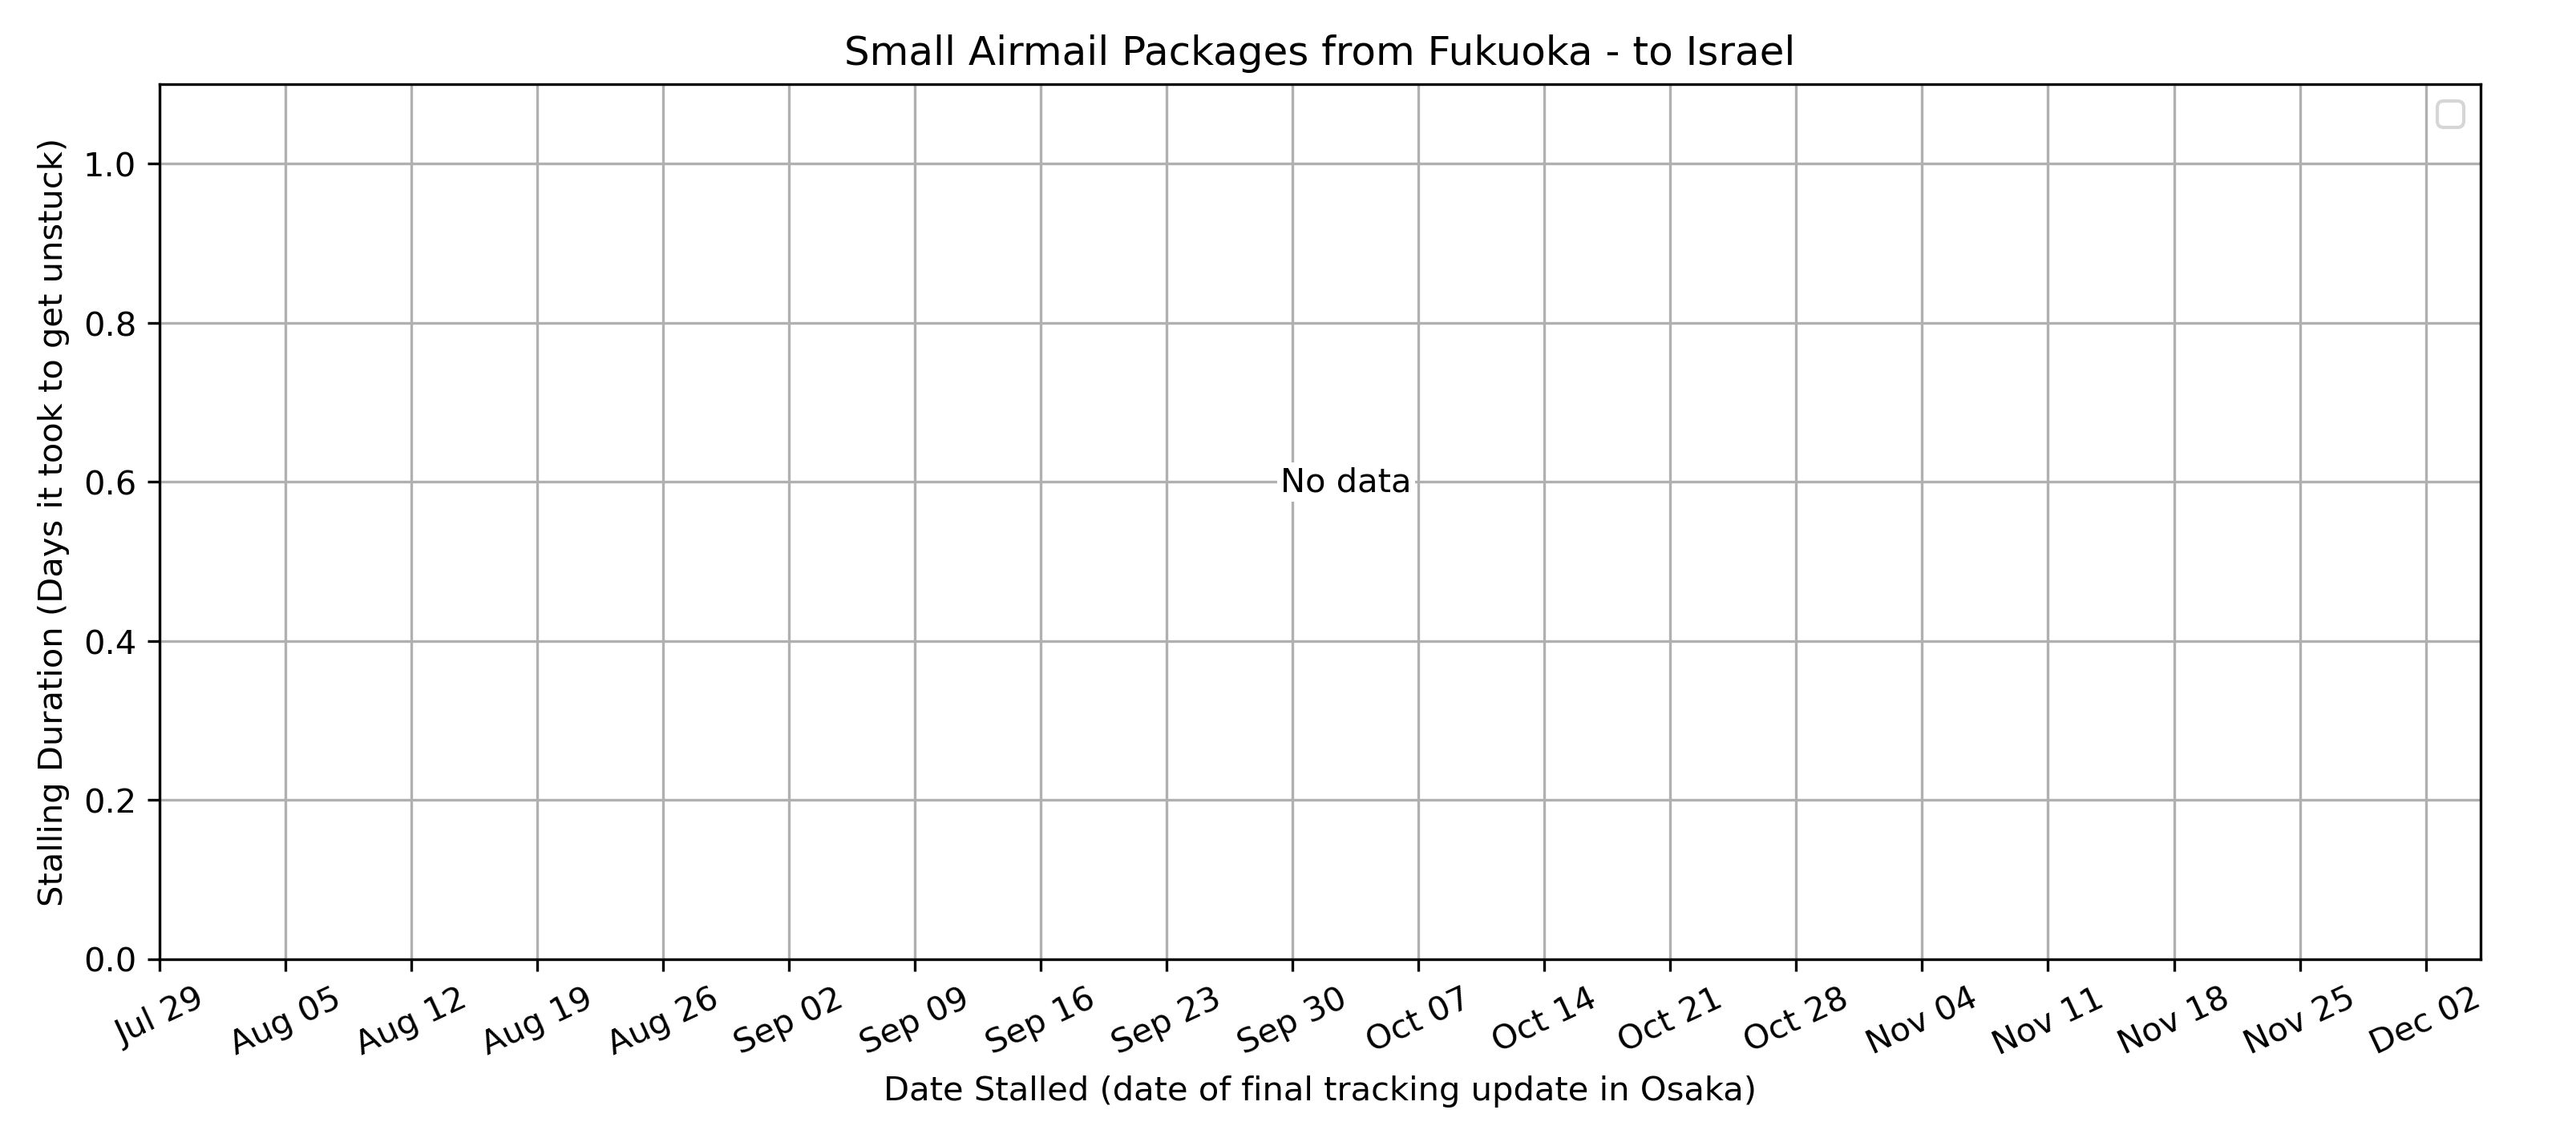 Small Airmail Packages from Fukuoka - to Israel
Stalling Duration (Days it took to get unstuck)
1.0
0.8
0.6
0.4
0.2
0.0
No data
Jul 29
Aug 05
Aug 12
Aug 19
Aug 26
Sep 02
Sep 09
Sep 16
Sep 23
Sep 30
Oct 07
Oct 14
Oct 21
Oct 28
Nov 04
Nov 11
Nov 18
Nov 25
Dec 02
Date Stalled (date of final tracking update in Osaka)